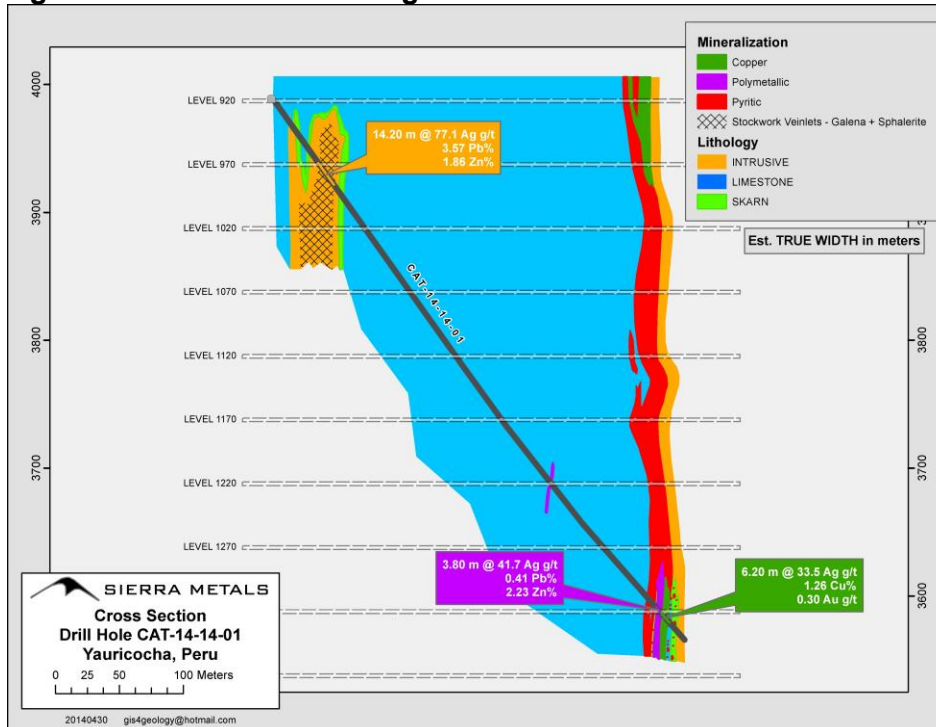 Mineralization
Copper
Polymetallic
Pyritic
Stockwork Veinlets - Galena + Sphalerite
Lithology
INTRUSIVE
LIMESTONE
SKARN
Est. TRUE WIDTH in meters
4000
3900
3800
3700
3600
LEVEL 920
LEVEL 970
LEVEL 1020
LEVEL 1070
LEVEL 1120
LEVEL 1170
LEVEL 1220
LEVEL 1270
14.20 m @ 77.1 Ag g/t
3.57 Pb%
1.86 Zn%
CAT-14-14-01
3.80 m @ 41.7 Ag g/t
0.41 Pb%
2.23 Zn%
6.20 m @ 33.5 Ag g/t
1.26 Cu%
0.30 Au g/t
3800
3700
3600
SIERRA METALS
Cross Section
Drill Hole CAT-14-14-01
Yauricocha, Peru
0 25 50 100 Meters
20140430 gis4geology@hotmail.com